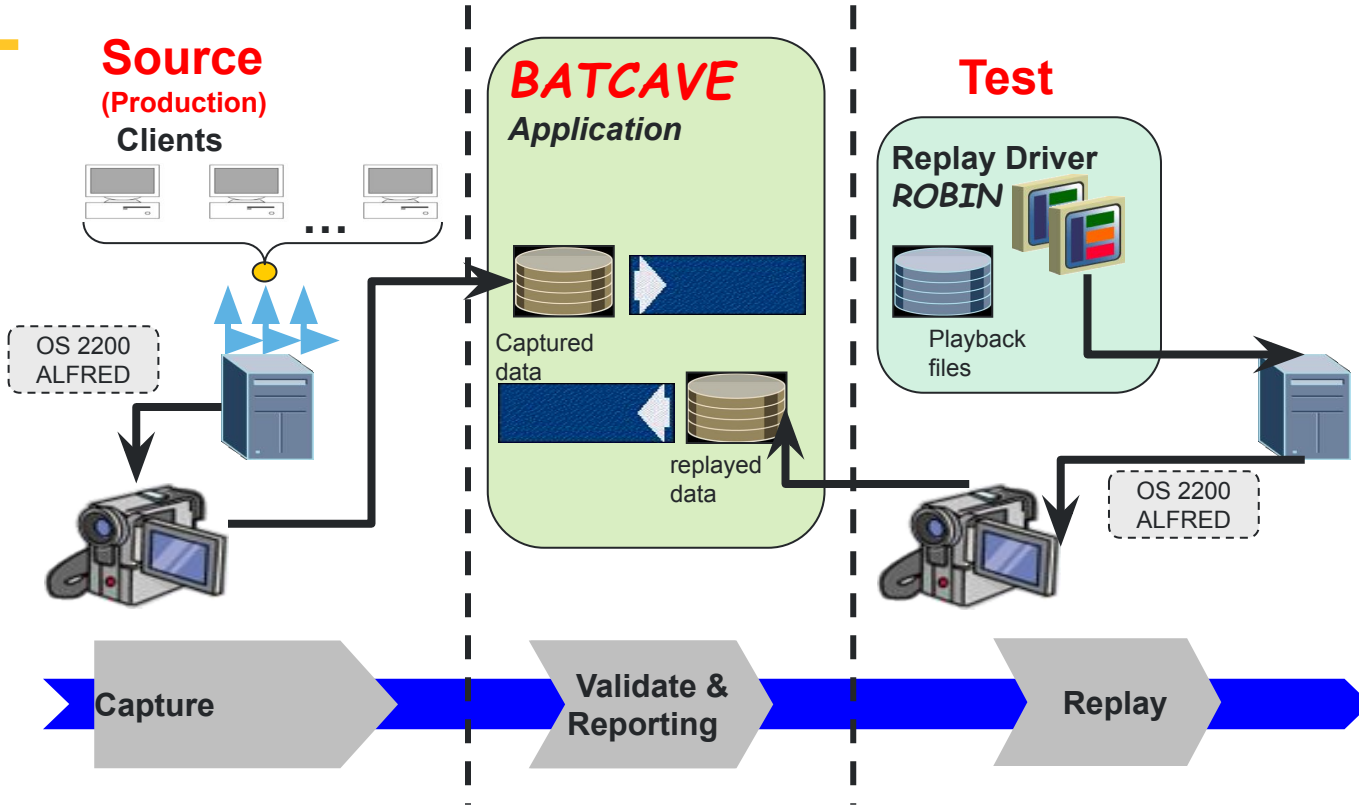 Source
(Production)
Clients
...
OS 2200
ALFRED
BATCAVE
Application
Captured
data
replayed
data
Test
Replay Driver
ROBIN
Playback
files
OS 2200
ALFRED
Capture
Validate &
Reporting
Replay